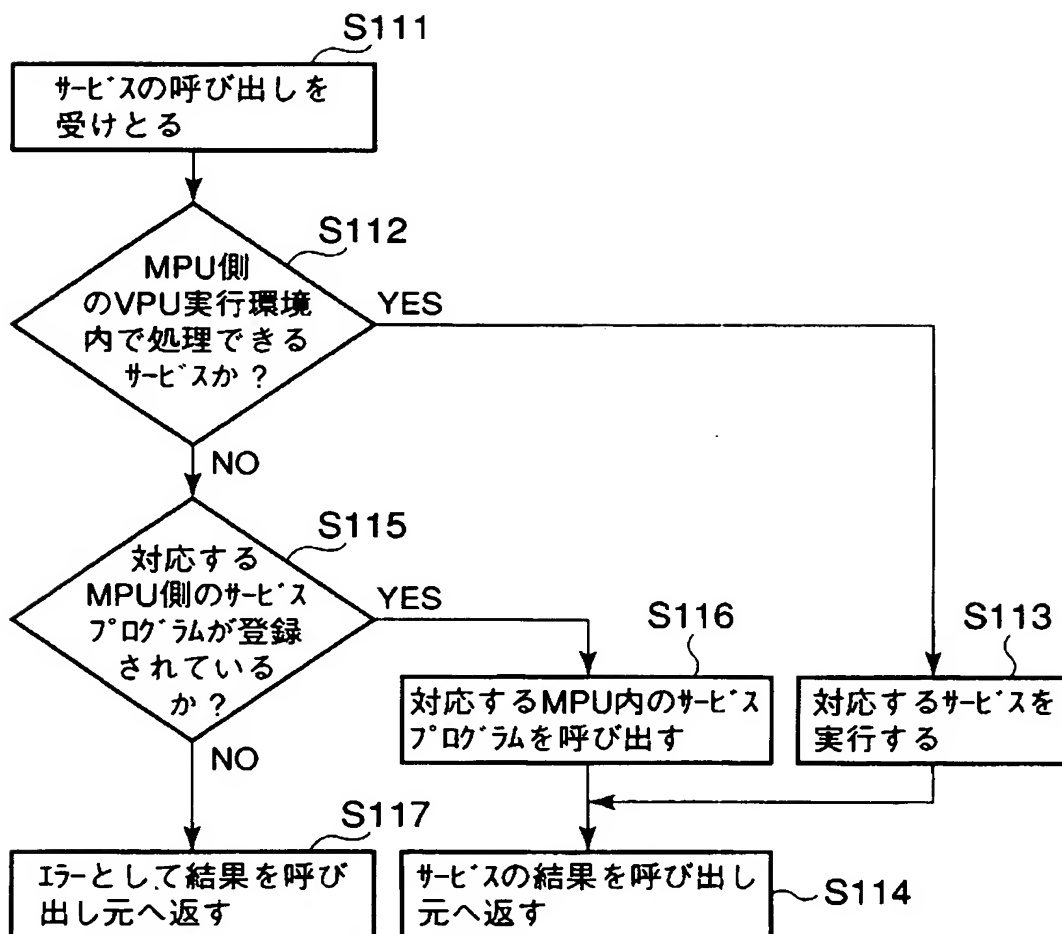 S111
ｻｰﾋﾞｽの呼び出しを
受けとる
S112
MPU側
のVPU実行環境
内で処理できる
ｻｰﾋﾞｽか？
YES
NO
S115
対応する
MPU側のｻｰﾋﾞｽ
ﾌﾟﾛｸﾞﾗﾑが登録
されている
か？
YES
NO
S116
対応するMPU内のｻｰﾋﾞｽ
ﾌﾟﾛｸﾞﾗﾑを呼び出す
S113
対応するｻｰﾋﾞｽを
実行する
S117
ｴﾗｰとして結果を呼び
出し元へ返す
ｻｰﾋﾞｽの結果を呼び出し
元へ返す
S114